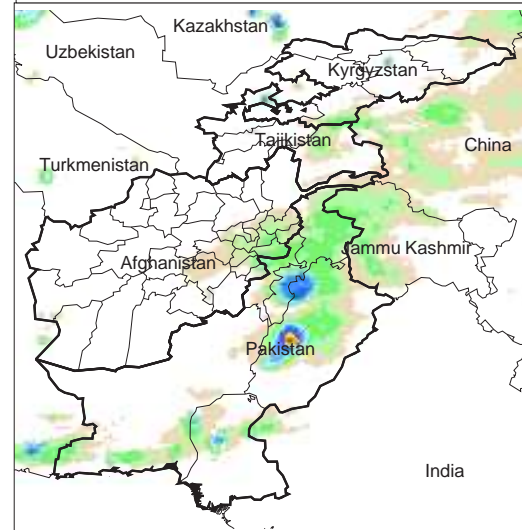 Kazakhstan
Uzbekistan
Kyrgyzstan
Tajikistan
China
Turkmenistan
Jammu Kashmir
Afghanistan
Pakistan
India